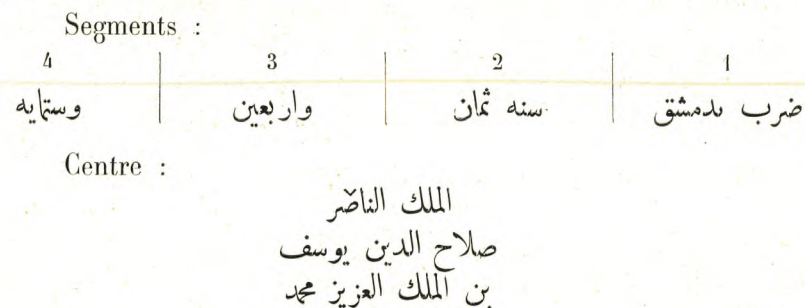 Segments :
4 3 2 1
ضرب بدمشق سنه ثمان واربعين وستمايه
Centre :
الملك الناصر
صلاح الدين يوسف
بن الملك العزيز محمد